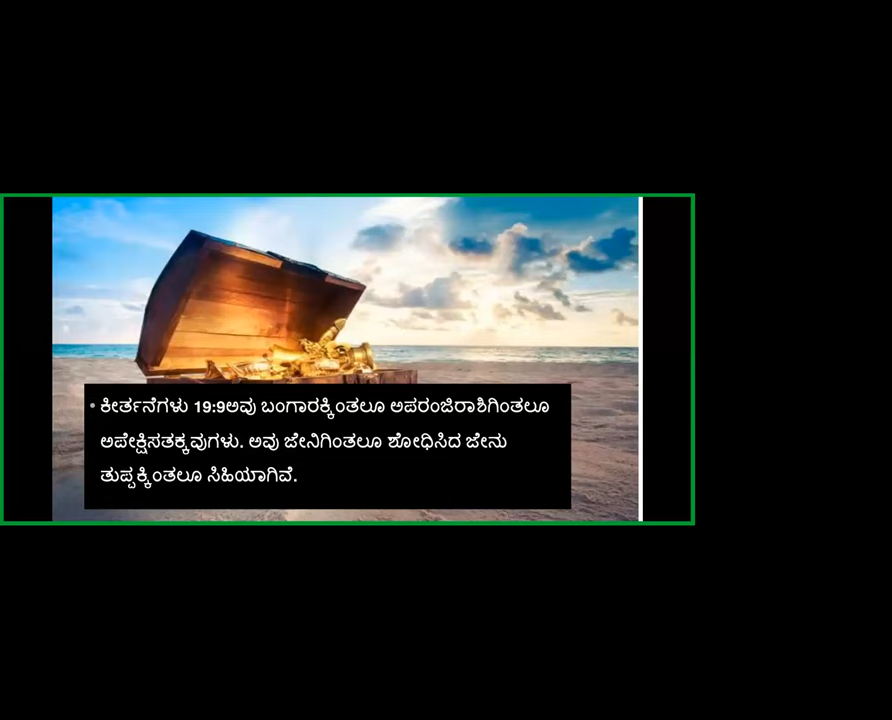 • ಕೀರ್ತನೆಗಳು 19:9ಅವು ಬಂಗಾರಕ್ಕಿಂತಲೂ ಅಪರಂಜಿರಾಶಿಗಿಂತಲೂ
ಅಪೇಕ್ಷಿಸತಕ್ಕವುಗಳು. ಅವು ಜೇನಿಗಿಂತಲೂ ಶೋಧಿಸಿದ ಜೇನು
ತುಪ್ಪಕ್ಕಿಂತಲೂ ಸಿಹಿಯಾಗಿವೆ.